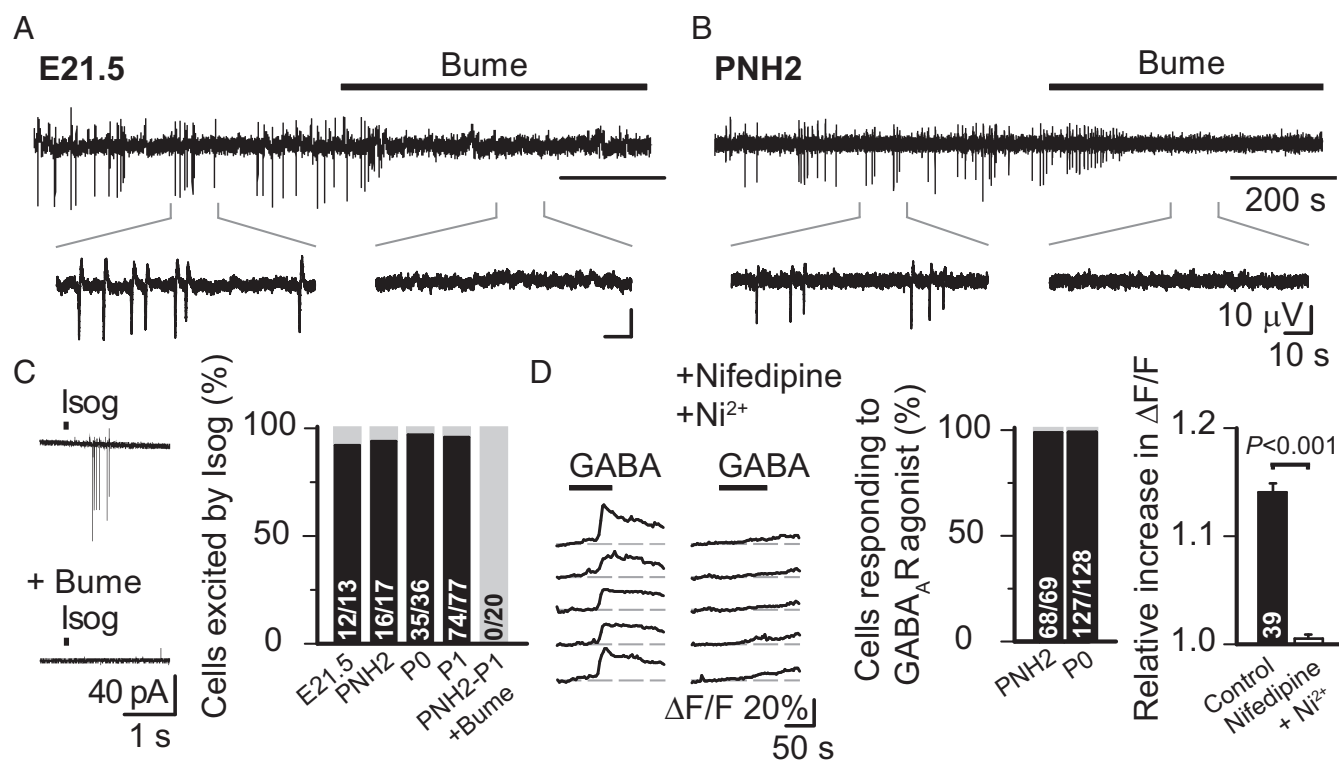 A
E21.5
Bume
B
PNH2
Bume
200 s
10 μV
10 s
C
Isog
+ Bume
Isog
40 pA
1 s
Cells excited by Isog (%)
100
50
0
12/13
16/17
35/36
74/77
0/20
E21.5
PNH2
P0
P1
PNH2-P1
+Bume
D
+Nifedipine
+Ni²⁺
GABA
GABA
ΔF/F 20%
50 s
Cells responding to
GABA_A R agonist (%)
100
50
0
68/69
127/128
PNH2
P0
Relative increase in ΔF/F
1.2
1.1
1.0
P<0.001
39
Control
Nifedipine
+ Ni²⁺